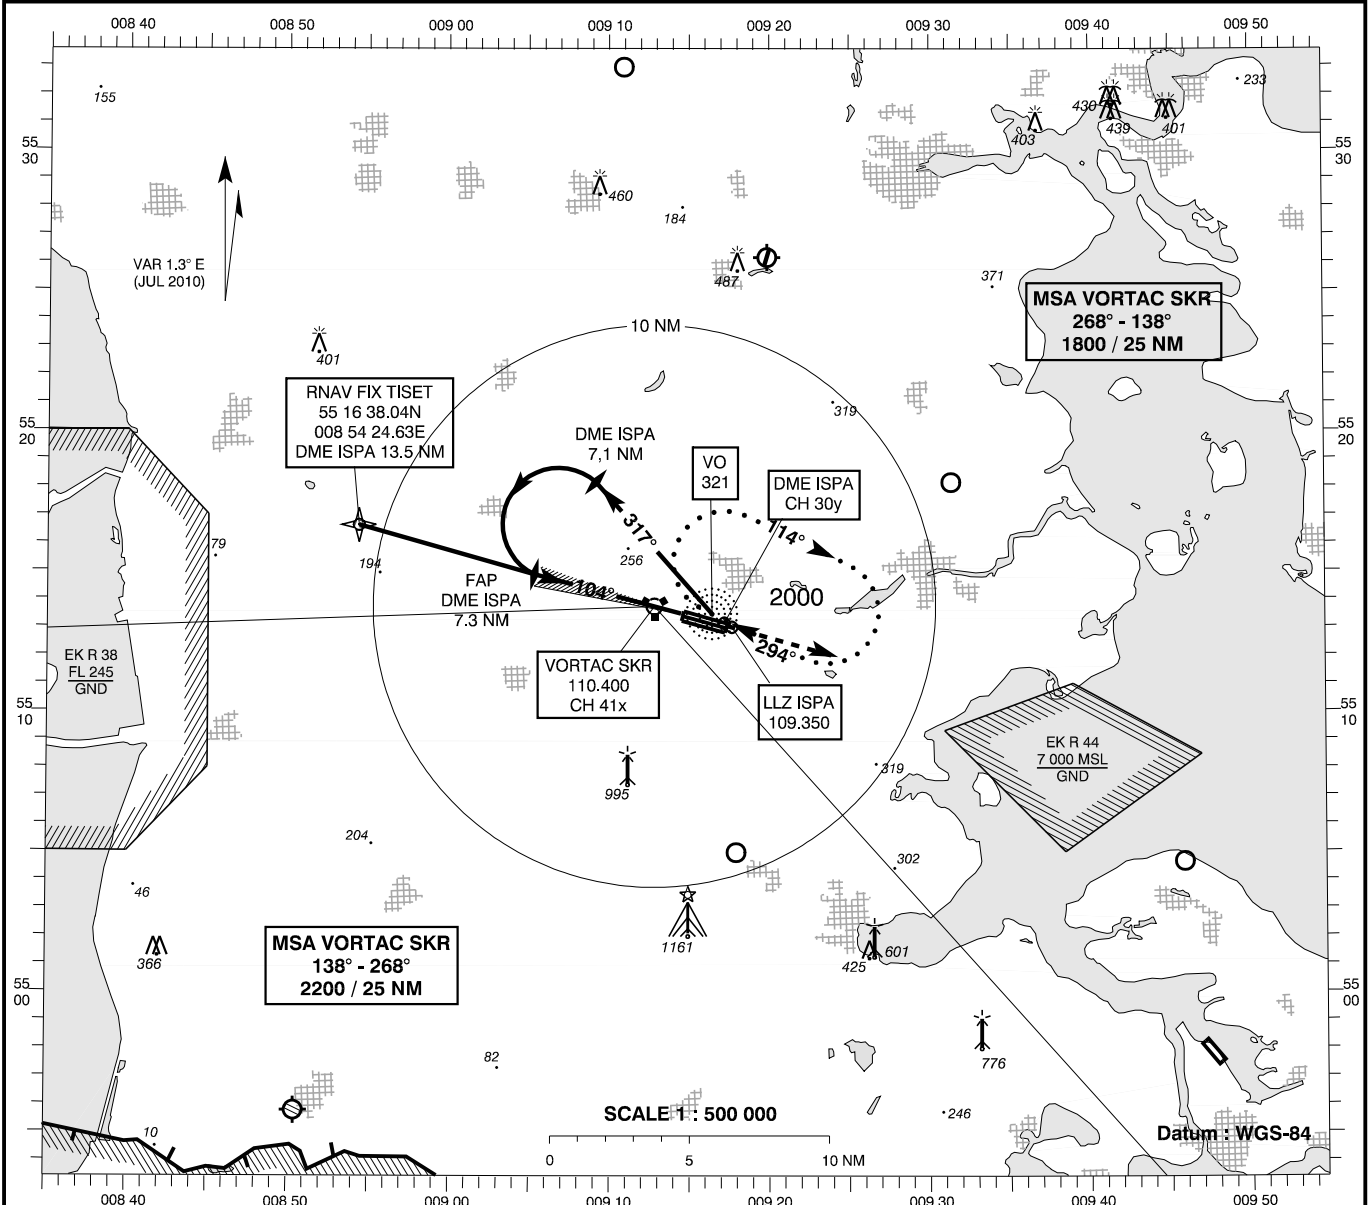 008 40
008 50
009 00
009 10
009 20
009 30
009 40
009 50
155
233
430
439
401
403
55
30
55
30
460
184
VAR 1.3° E
(JUL 2010)
487
371
MSA VORTAC SKR
268° - 138°
1800 / 25 NM
10 NM
401
RNAV FIX TISET
55 16 38.04N
008 54 24.63E
DME ISPA 13.5 NM
319
55
20
55
20
DME ISPA
7,1 NM
VO
321
DME ISPA
CH 30y
317°
114°
79
194
256
FAP
DME ISPA
7.3 NM
104°
2000
294°
EK R 38
FL 245
GND
VORTAC SKR
110.400
CH 41x
LLZ ISPA
109.350
55
10
55
10
EK R 44
7 000 MSL
GND
995
319
204
302
46
1161
425
601
366
MSA VORTAC SKR
138° - 268°
2200 / 25 NM
55
00
55
00
82
776
246
10
SCALE 1 : 500 000
Datum : WGS-84
0
5
10 NM
008 40
008 50
009 00
009 10
009 20
009 30
009 40
009 50